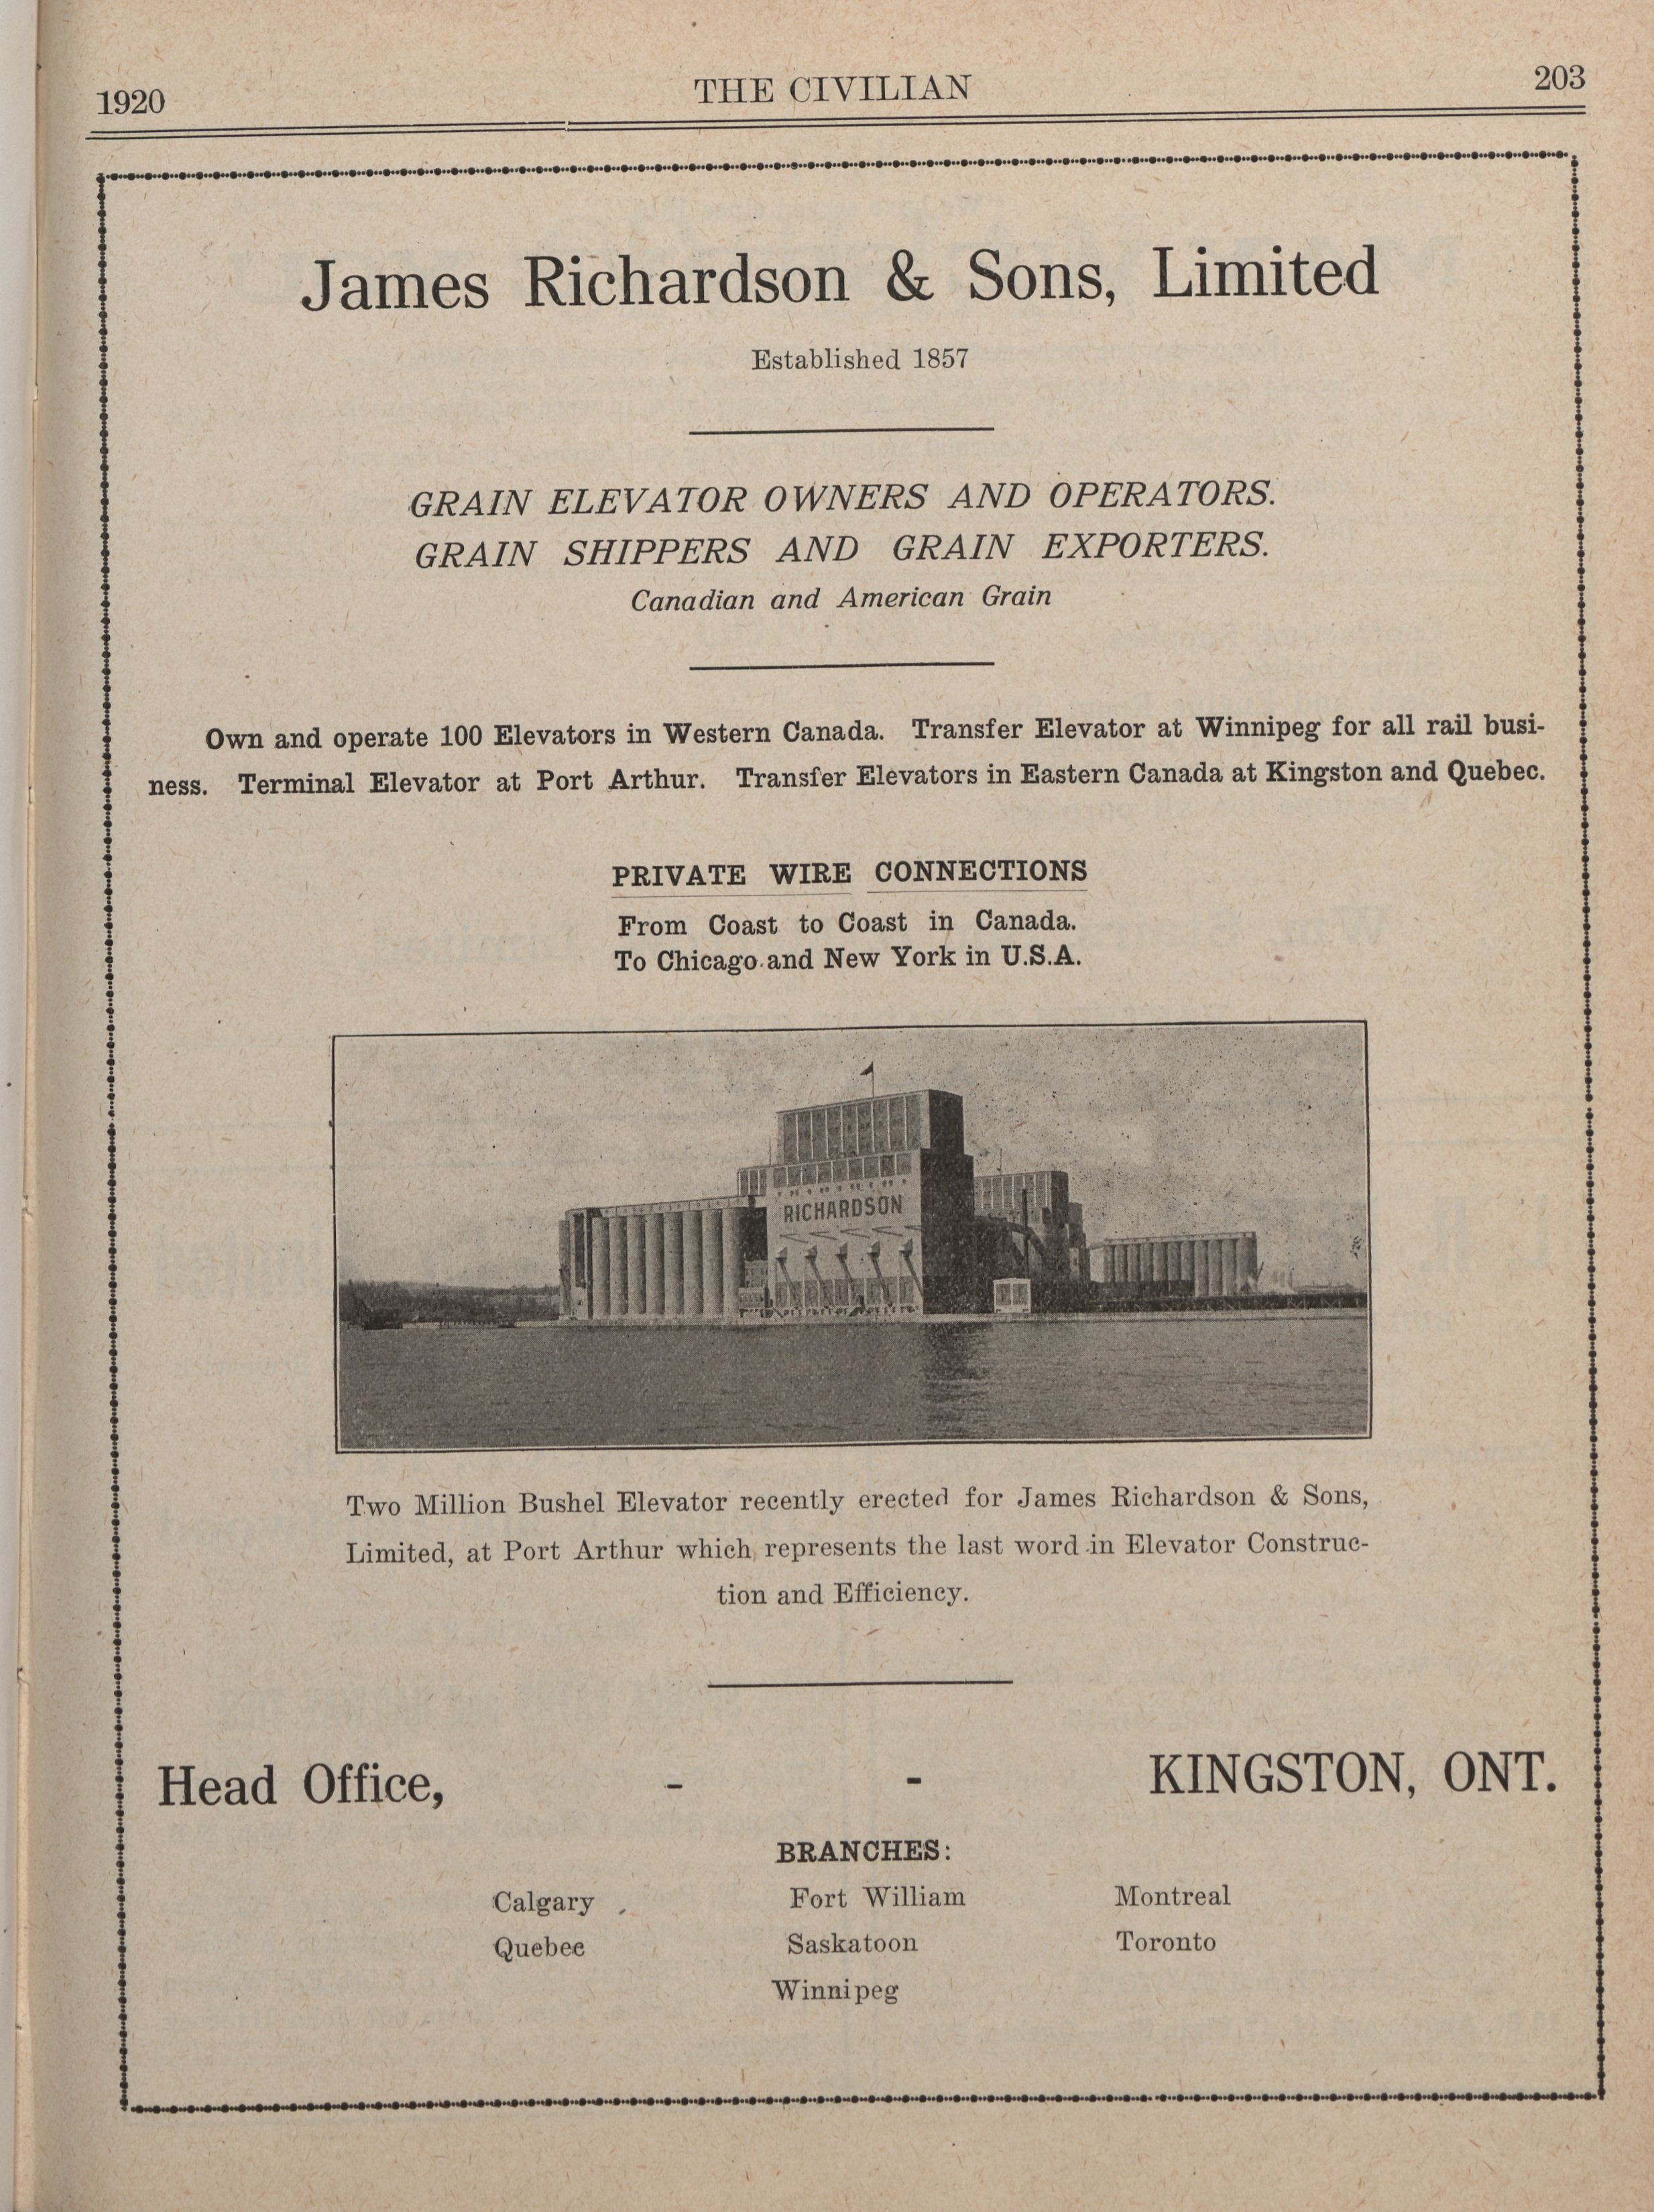 1920
THE CIVILIAN
203
James Richardson & Sons, Limited
Established 1857
GRAIN ELEVATOR OWNERS AND OPERATORS.
GRAIN SHIPPERS AND GRAIN EXPORTERS.
Canadian and American Grain
Own and operate 100 Elevators in Western Canada. Transfer Elevator at Winnipeg for all rail busi-
ness. Terminal Elevator at Port Arthur. Transfer Elevators in Eastern Canada at Kingston and Quebec.
PRIVATE WIRE CONNECTIONS
From Coast to Coast in Canada.
To Chicago and New York in U.S.A.
RICHARDSON
Two Million Bushel Elevator recently erected for James Richardson & Sons,
Limited, at Port Arthur which represents the last word in Elevator Construc-
tion and Efficiency.
Head Office, - - KINGSTON, ONT.
BRANCHES:
Calgary Fort William Montreal
Quebec Saskatoon Toronto
Winnipeg